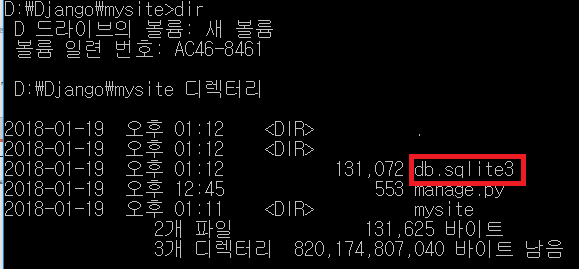 D:₩Django₩mysite>dir
D 드라이브의 볼륨: 새 볼륨
볼륨 일련 번호: AC46-8461
D:₩Django₩mysite 디렉터리
2018-01-19 오후 01:12 <DIR> .
2018-01-19 오후 01:12 <DIR> ..
2018-01-19 오후 01:12 131,072 db.sqlite3
2018-01-19 오후 12:45 553 manage.py
2018-01-19 오후 01:11 <DIR> mysite
2개 파일 131,625 바이트
3개 디렉터리 820,174,807,040 바이트 남음